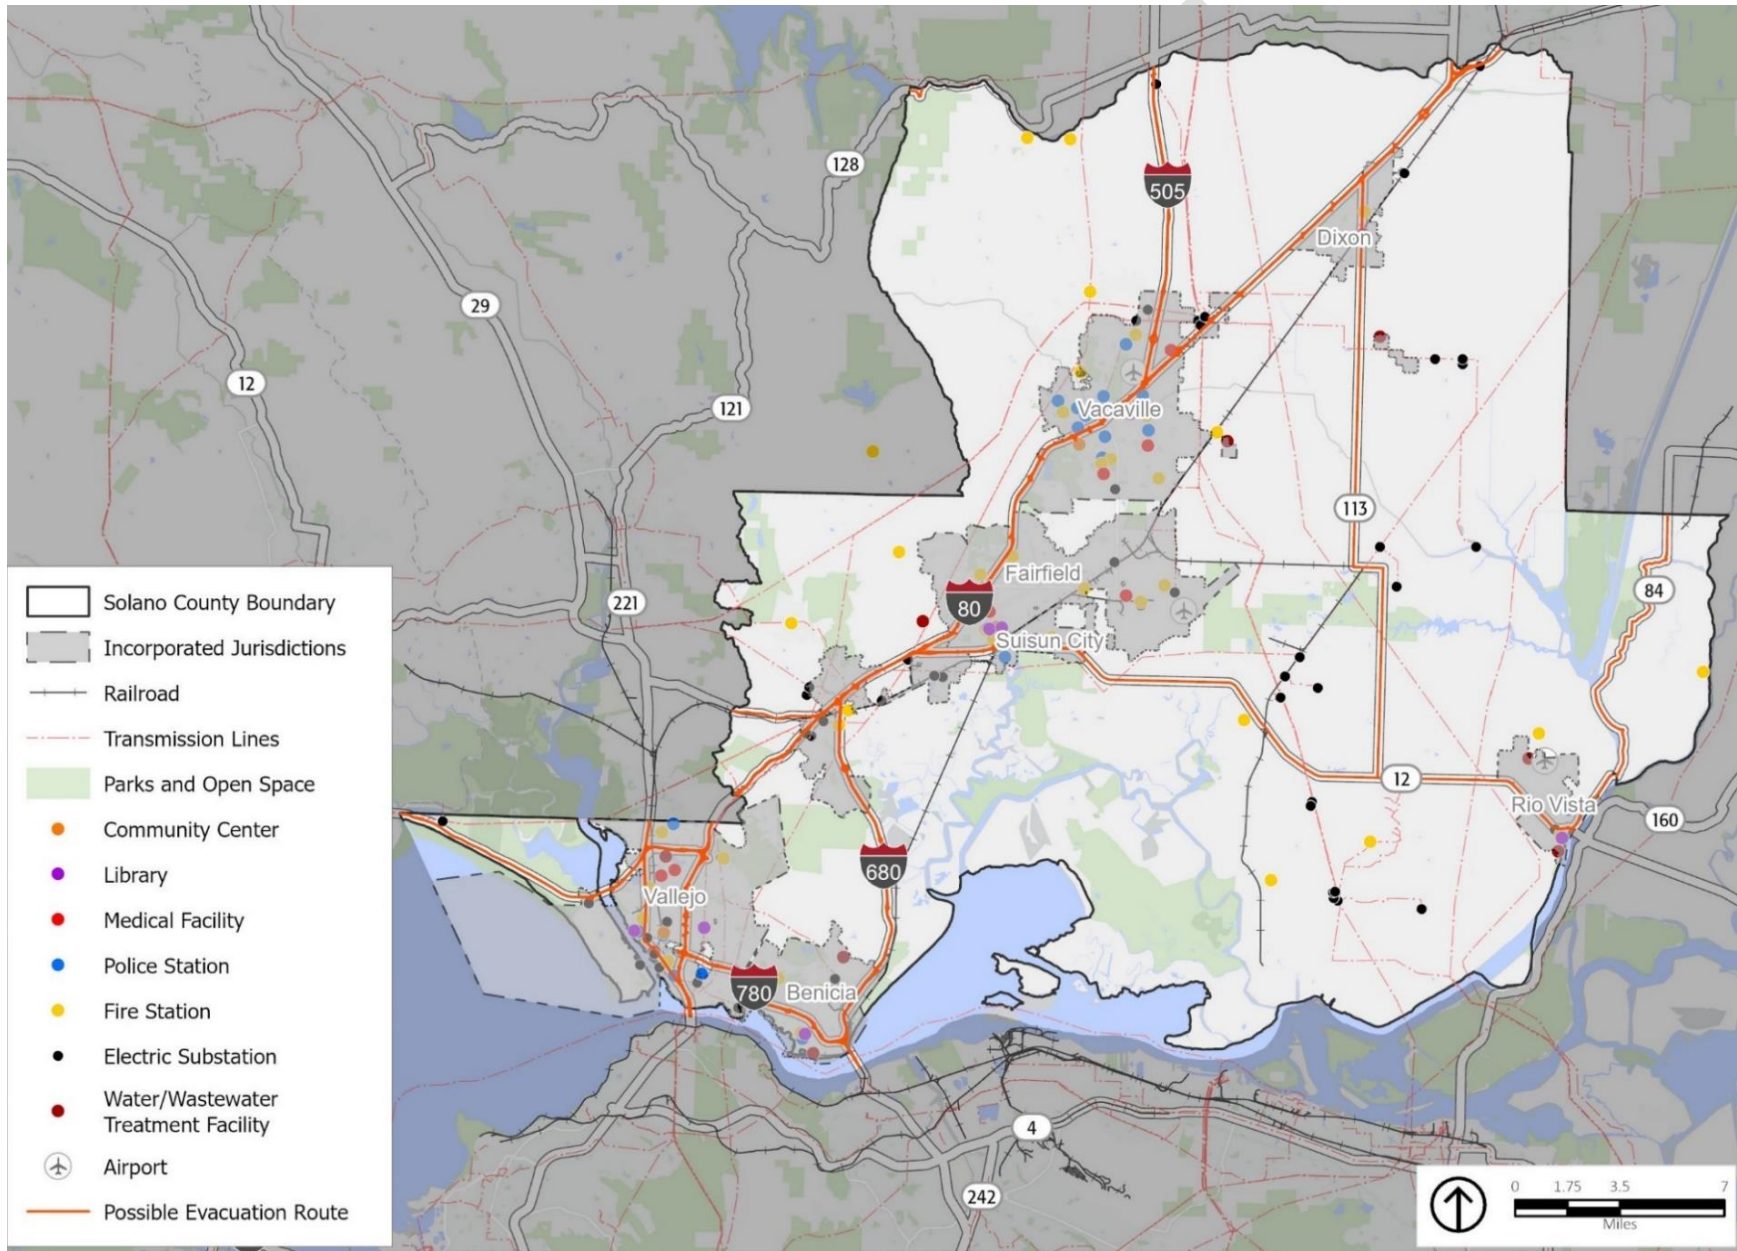 128
505
Dixon
29
12
121
Vacaville
113
Fairfield
80
221
84
Suisun City
12
Rio Vista
160
680
Vallejo
780
Benicia
4
242
Solano County Boundary
Incorporated Jurisdictions
Railroad
Transmission Lines
Parks and Open Space
Community Center
Library
Medical Facility
Police Station
Fire Station
Electric Substation
Water/Wastewater
Treatment Facility
Airport
Possible Evacuation Route
0 1.75 3.5 7
Miles